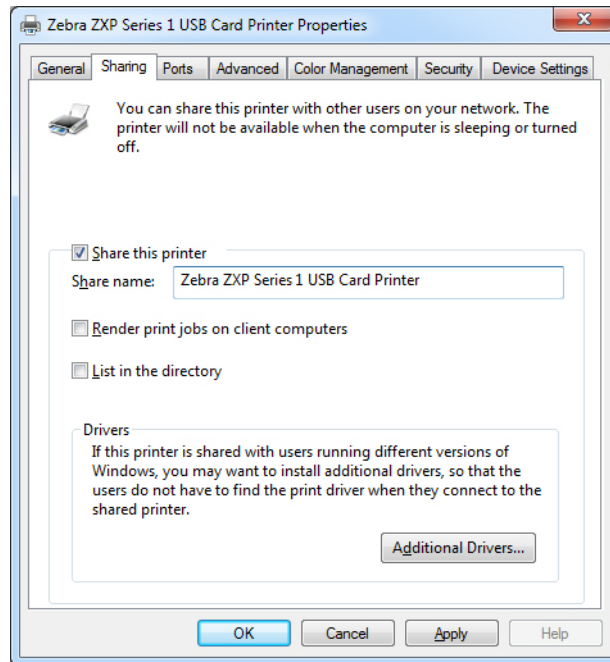 Zebra ZXP Series 1 USB Card Printer Properties
General Sharing Ports Advanced Color Management Security Device Settings
You can share this printer with other users on your network. The
printer will not be available when the computer is sleeping or turned
off.
Share this printer
Share name: Zebra ZXP Series 1 USB Card Printer
Render print jobs on client computers
List in the directory
Drivers
If this printer is shared with users running different versions of
Windows, you may want to install additional drivers, so that the
users do not have to find the print driver when they connect to the
shared printer.
Additional Drivers...
OK Cancel Apply Help